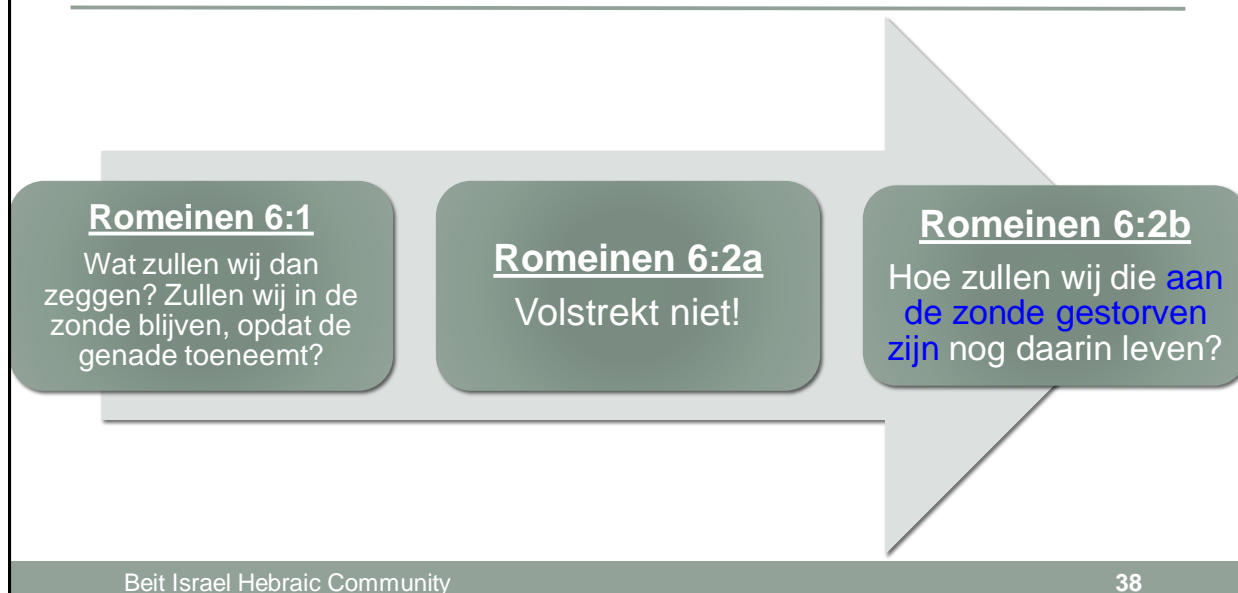 Romeinen 6:1
Wat zullen wij dan
zeggen? Zullen wij in de
zonde blijven, opdat de
genade toeneemt?
Romeinen 6:2a
Volstrekt niet!
Romeinen 6:2b
Hoe zullen wij die aan
de zonde gestorven
zijn nog daarin leven?
Beit Israel Hebraic Community
38